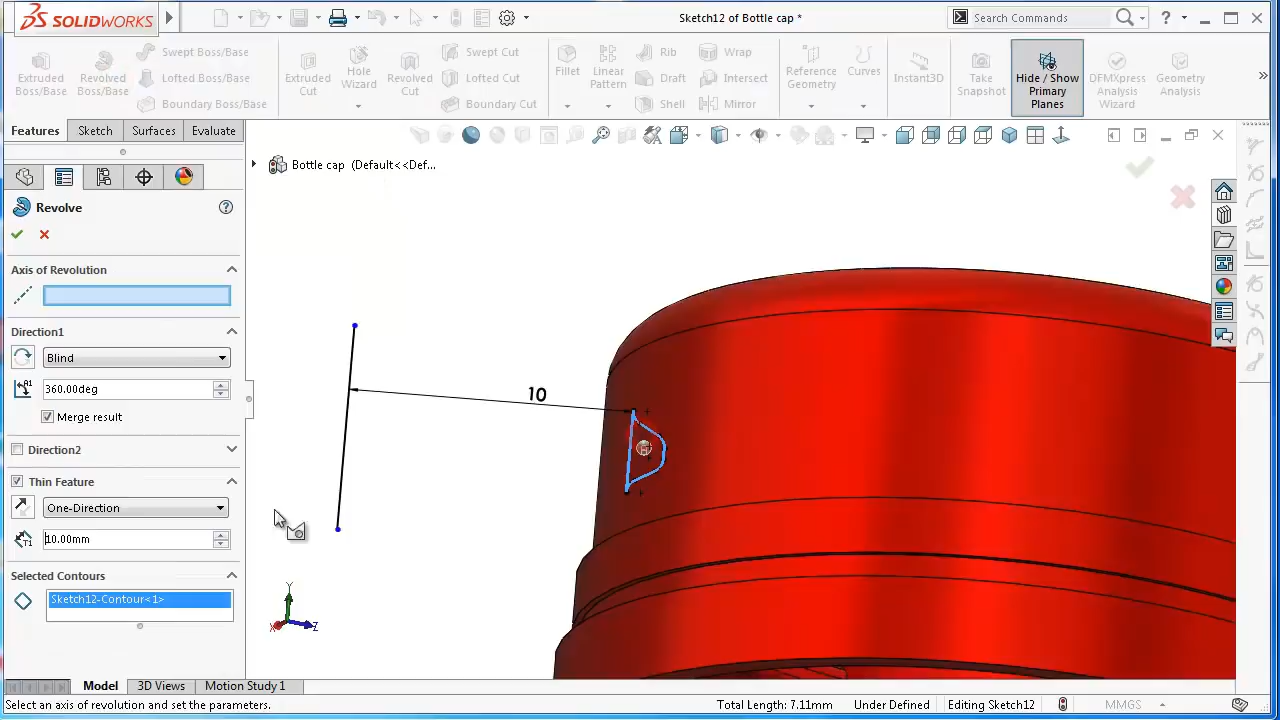 SOLIDWORKS
Sketch12 of Bottle cap *
Search Commands
?
Extruded Boss/Base
Revolved Boss/Base
Swept Boss/Base
Lofted Boss/Base
Boundary Boss/Base
Extruded Cut
Hole Wizard
Revolved Cut
Swept Cut
Lofted Cut
Boundary Cut
Fillet
Linear Pattern
Rib
Draft
Shell
Wrap
Intersect
Mirror
Reference Geometry
Curves
Instant3D
Take Snapshot
Hide / Show Primary Planes
DFMXpress Analysis Wizard
Geometry Analysis
Features
Sketch
Surfaces
Evaluate
Bottle cap (Default<<Def...
Revolve
Axis of Revolution
Direction1
Blind
360.00deg
Merge result
Direction2
Thin Feature
One-Direction
10.00mm
Selected Contours
Sketch12-Contour<1>
10
Y
X
Z
Model
3D Views
Motion Study 1
Select an axis of revolution and set the parameters.
Total Length: 7.11mm
Under Defined
Editing Sketch12
MMGS